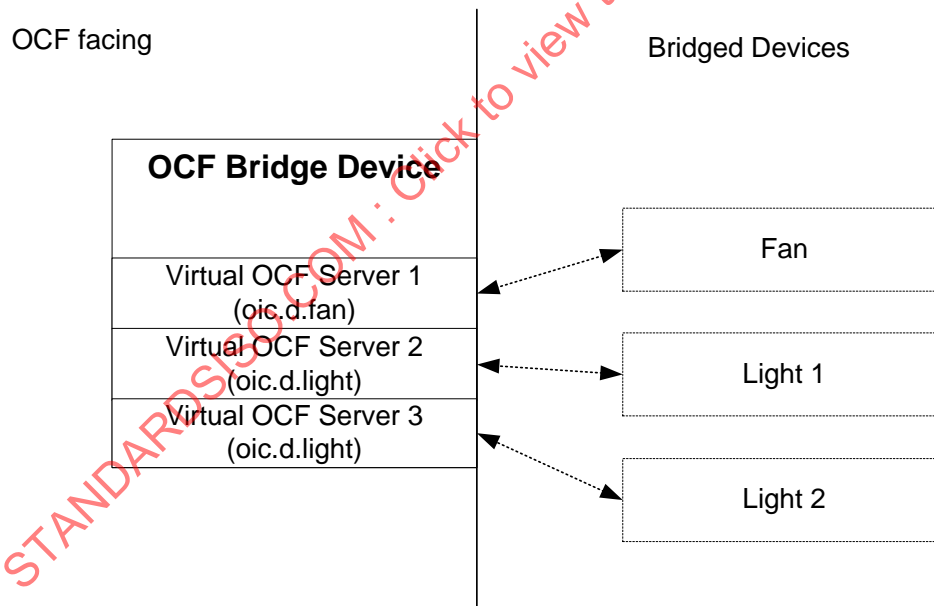 OCF facing
Bridged Devices
OCF Bridge Device
Virtual OCF Server 1
(oic.d.fan)
Virtual OCF Server 2
(oic.d.light)
Virtual OCF Server 3
(oic.d.light)
Fan
Light 1
Light 2
STANDARDSISO.COM : Click to view